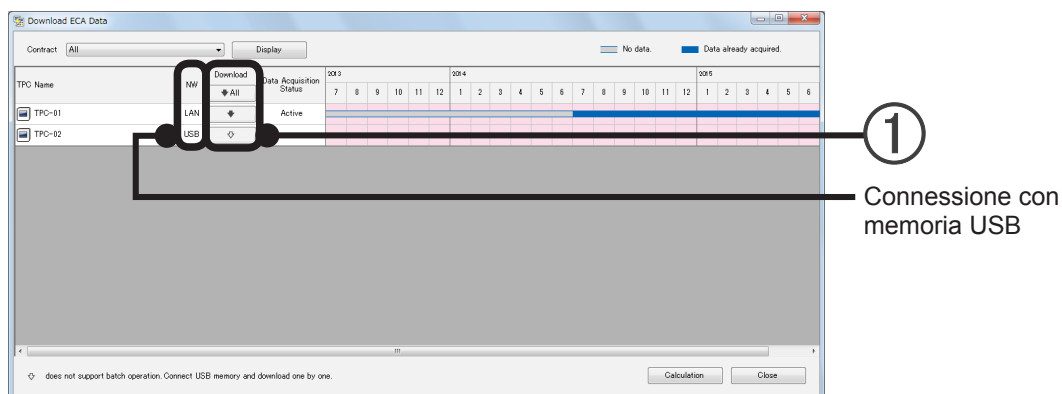 Download ECA Data
Contract All Display No data. Data already acquired.
TPC Name NW Download Data Acquisition Status 2013 2014 2015
All 7 8 9 10 11 12 1 2 3 4 5 6 7 8 9 10 11 12 1 2 3 4 5 6
TPC-01 LAN Active
TPC-02 USB
①
Connessione con
memoria USB
does not support batch operation. Connect USB memory and download one by one. Calculation Close